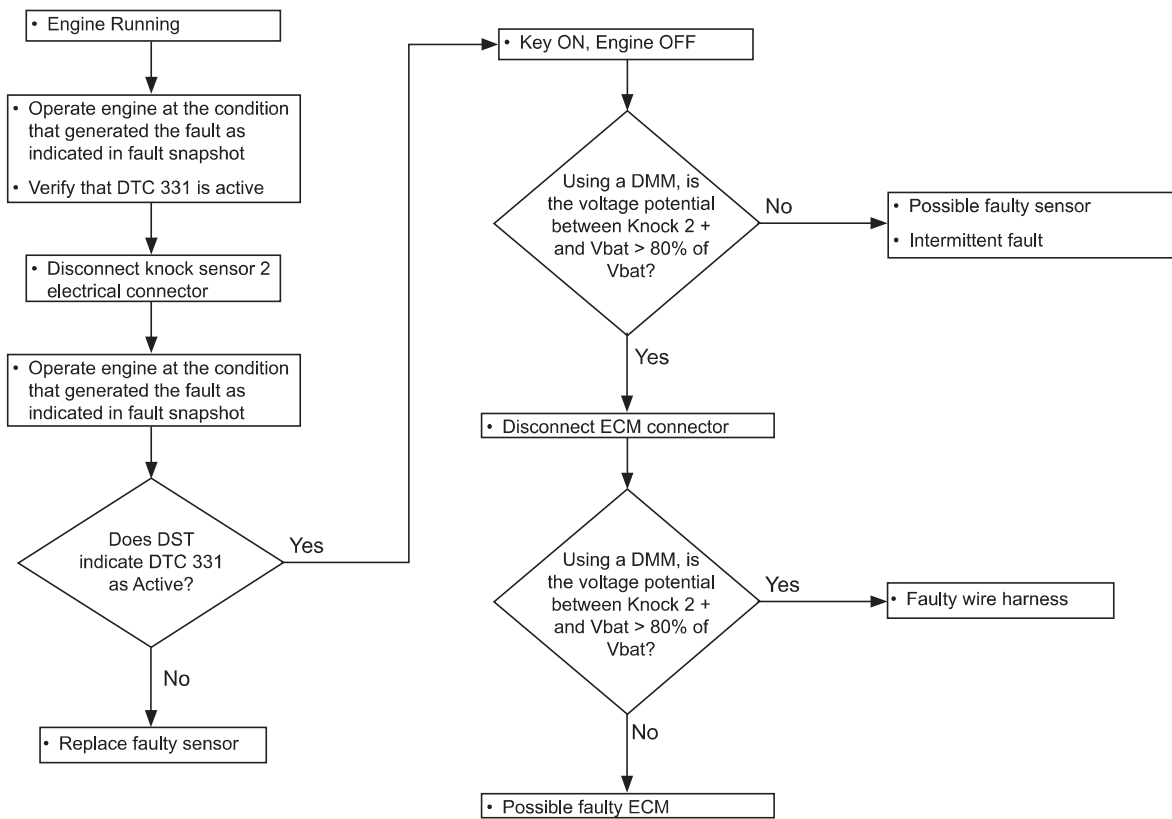 • Engine Running
• Operate engine at the condition
that generated the fault as
indicated in fault snapshot
• Verify that DTC 331 is active
• Disconnect knock sensor 2
electrical connector
• Operate engine at the condition
that generated the fault as
indicated in fault snapshot
Does DST
indicate DTC 331
as Active?
Yes
No
• Replace faulty sensor
• Key ON, Engine OFF
Using a DMM, is
the voltage potential
between Knock 2 +
and Vbat > 80% of
Vbat?
No
• Possible faulty sensor
• Intermittent fault
Yes
• Disconnect ECM connector
Using a DMM, is
the voltage potential
between Knock 2 +
and Vbat > 80% of
Vbat?
Yes
• Faulty wire harness
No
• Possible faulty ECM